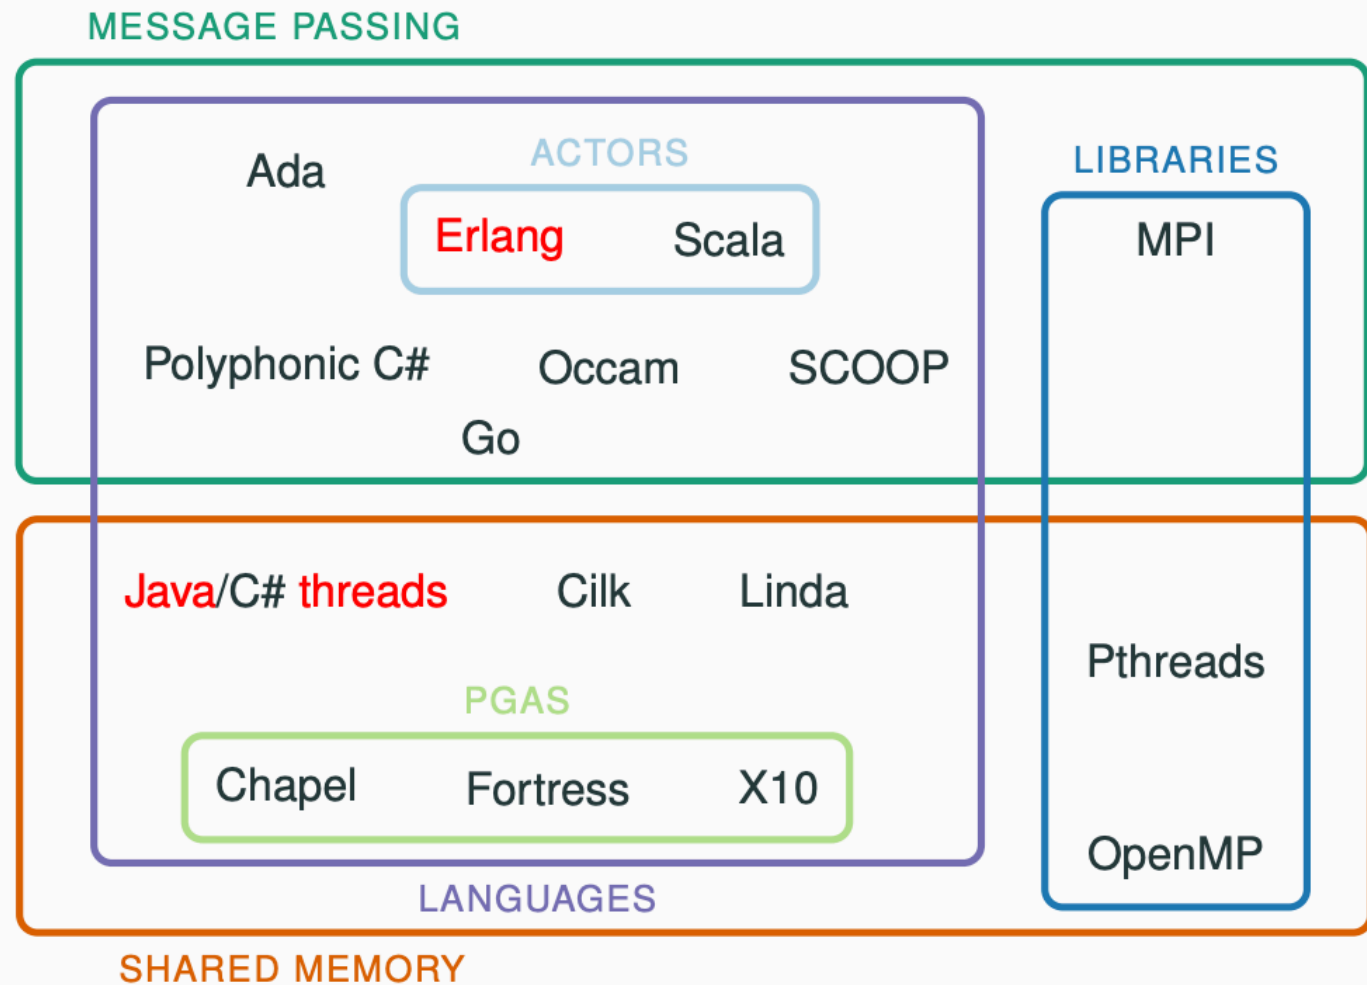 MESSAGE PASSING
ACTORS
LIBRARIES
Ada
Erlang Scala
MPI
Polyphonic C# Occam SCOOP
Go
Java/C# threads Cilk Linda
Pthreads
PGAS
Chapel Fortress X10
OpenMP
LANGUAGES
SHARED MEMORY